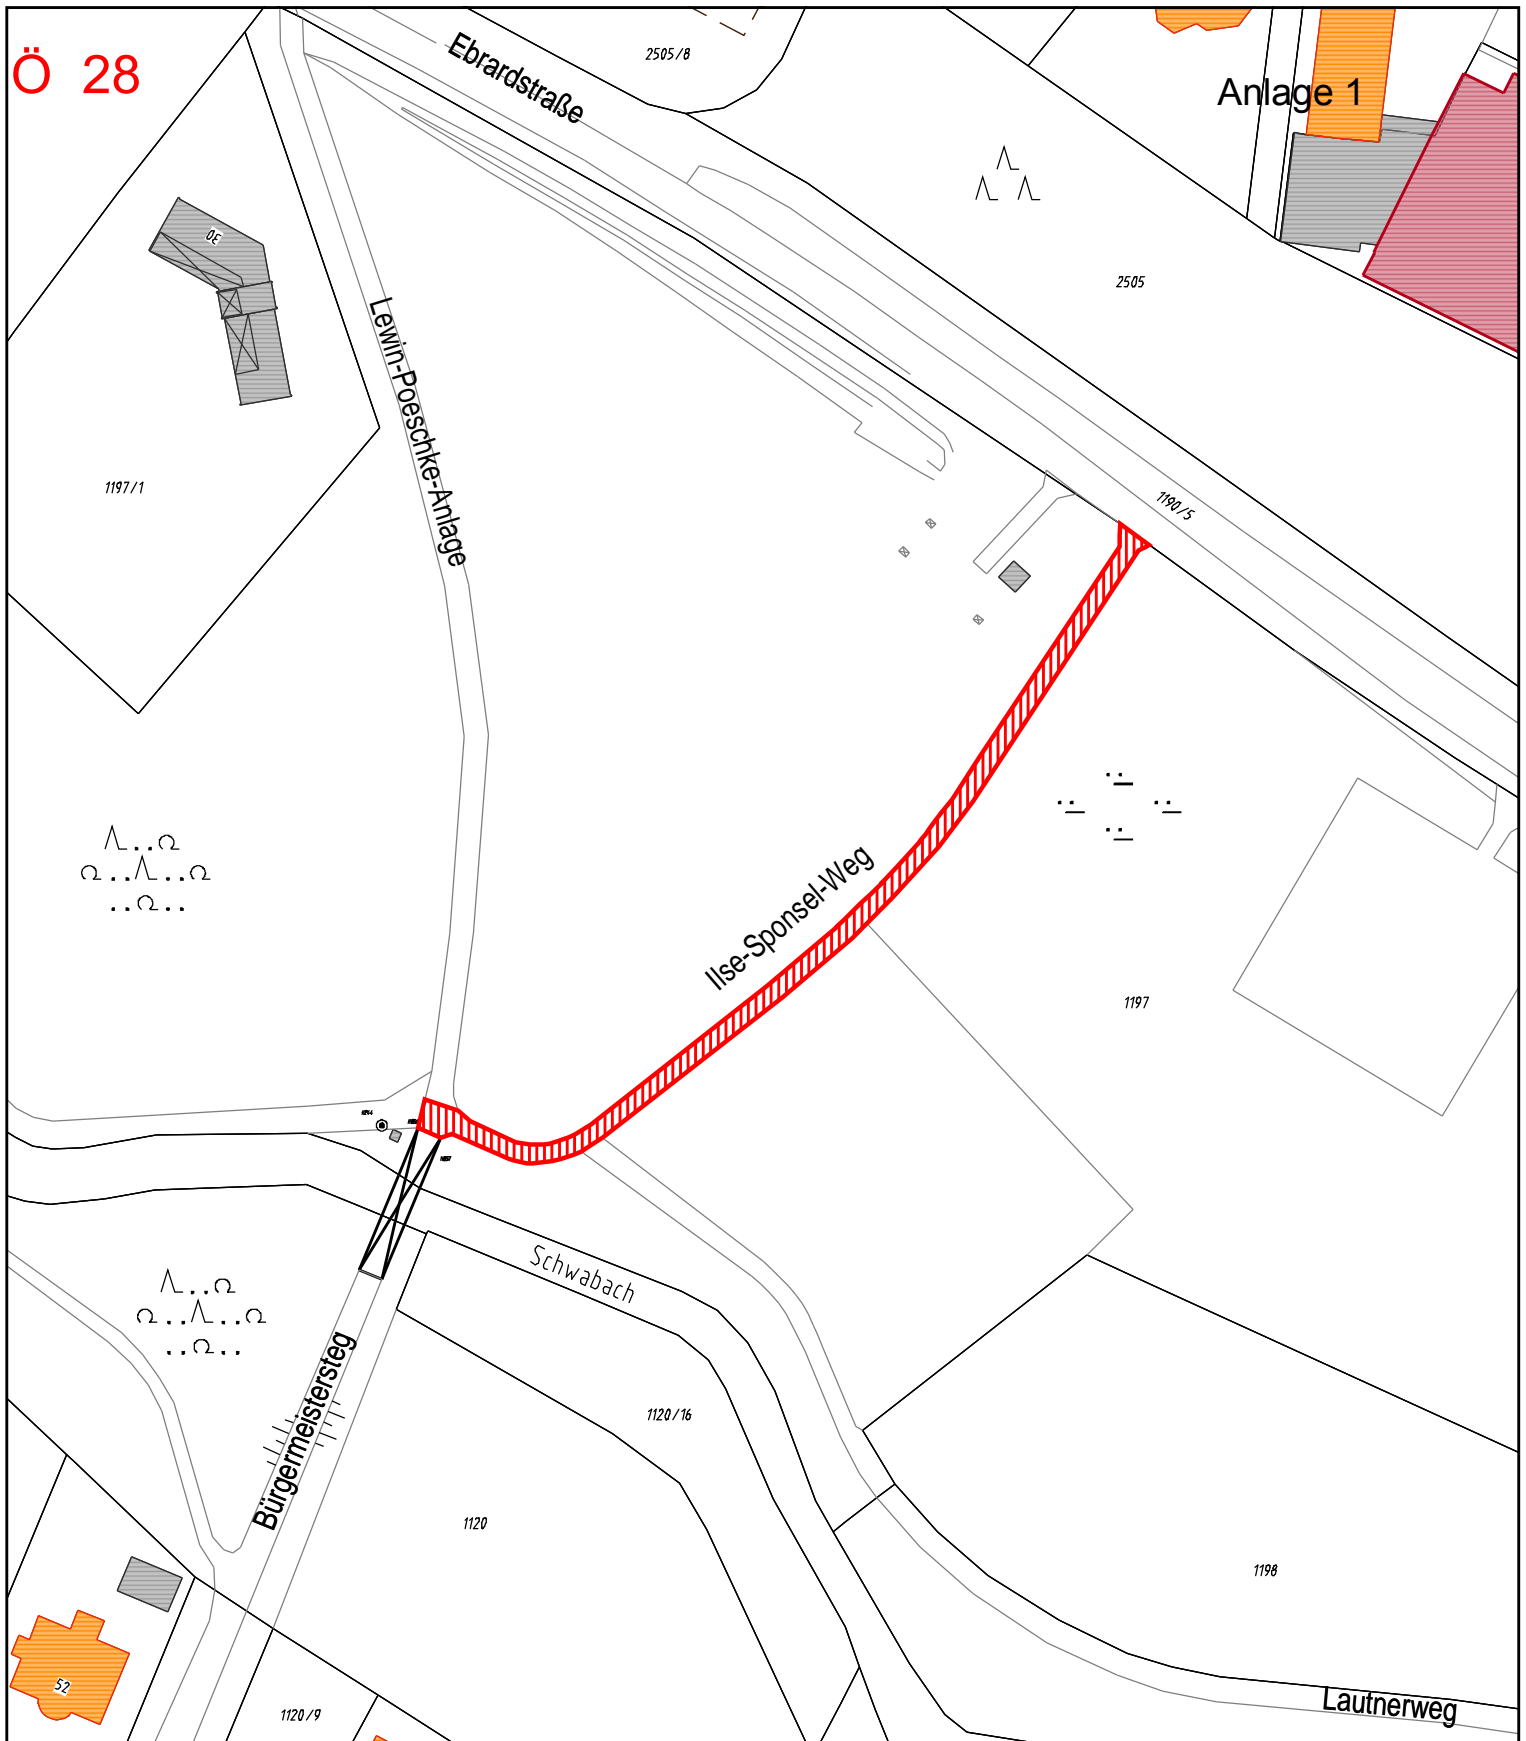 Ö 28
Ebrardstraße
2505/8
Anlage 1
30
2505
Lewin-Poeschke-Anlage
1197/1
1190/5
Ilse-Sponsel-Weg
1197
Schwabach
Bürgermeistersteg
1120/16
1120
1198
52
1120/9
Lautnerweg